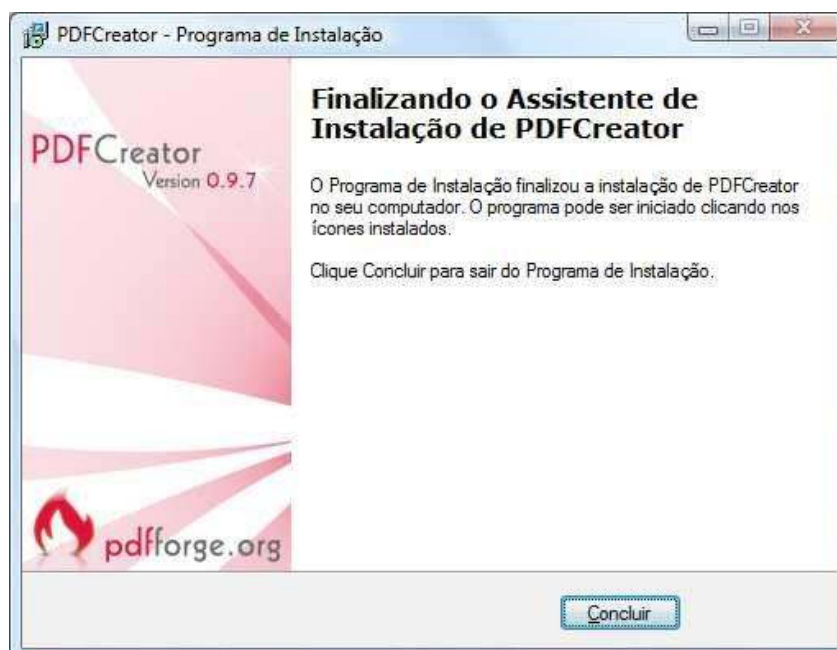 PDFCreator - Programa de Instalação
PDFCreator
Version 0.9.7
Finalizando o Assistente de
Instalação de PDFCreator
O Programa de Instalação finalizou a instalação de PDFCreator
no seu computador. O programa pode ser iniciado clicando nos
ícones instalados.
Clique Concluir para sair do Programa de Instalação.
pdfforge.org
Concluir